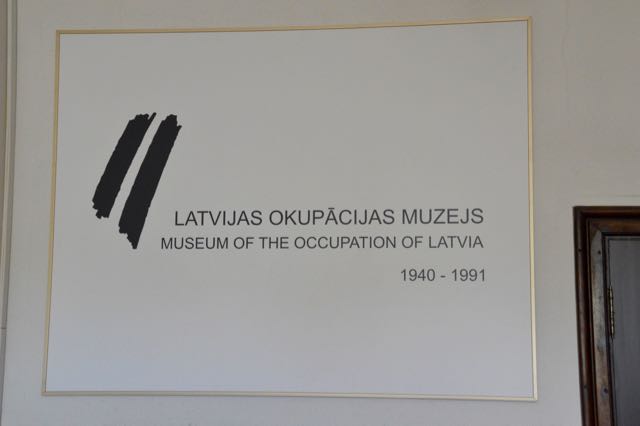 LATVIJAS OKUPĀCIJAS MUZEJS
MUSEUM OF THE OCCUPATION OF LATVIA
1940 - 1991